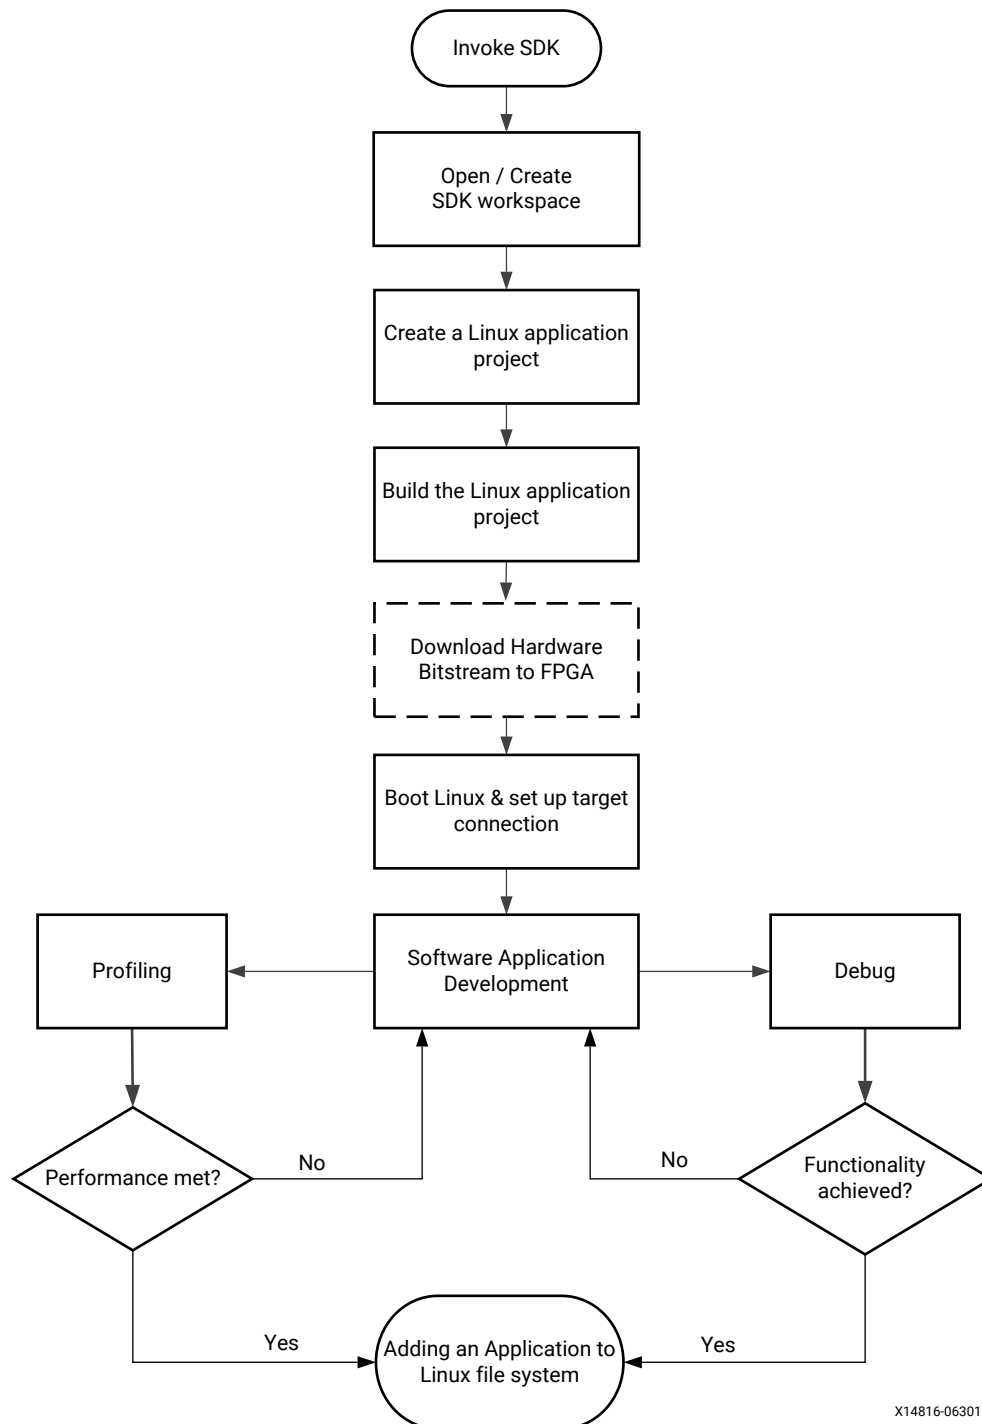 Invoke SDK
Open / Create
SDK workspace
Create a Linux application
project
Build the Linux application
project
Download Hardware
Bitstream to FPGA
Boot Linux & set up target
connection
Profiling
Software Application
Development
Debug
Performance met?
No
No
Functionality
achieved?
Yes
Adding an Application to
Linux file system
Yes
X14816-06301